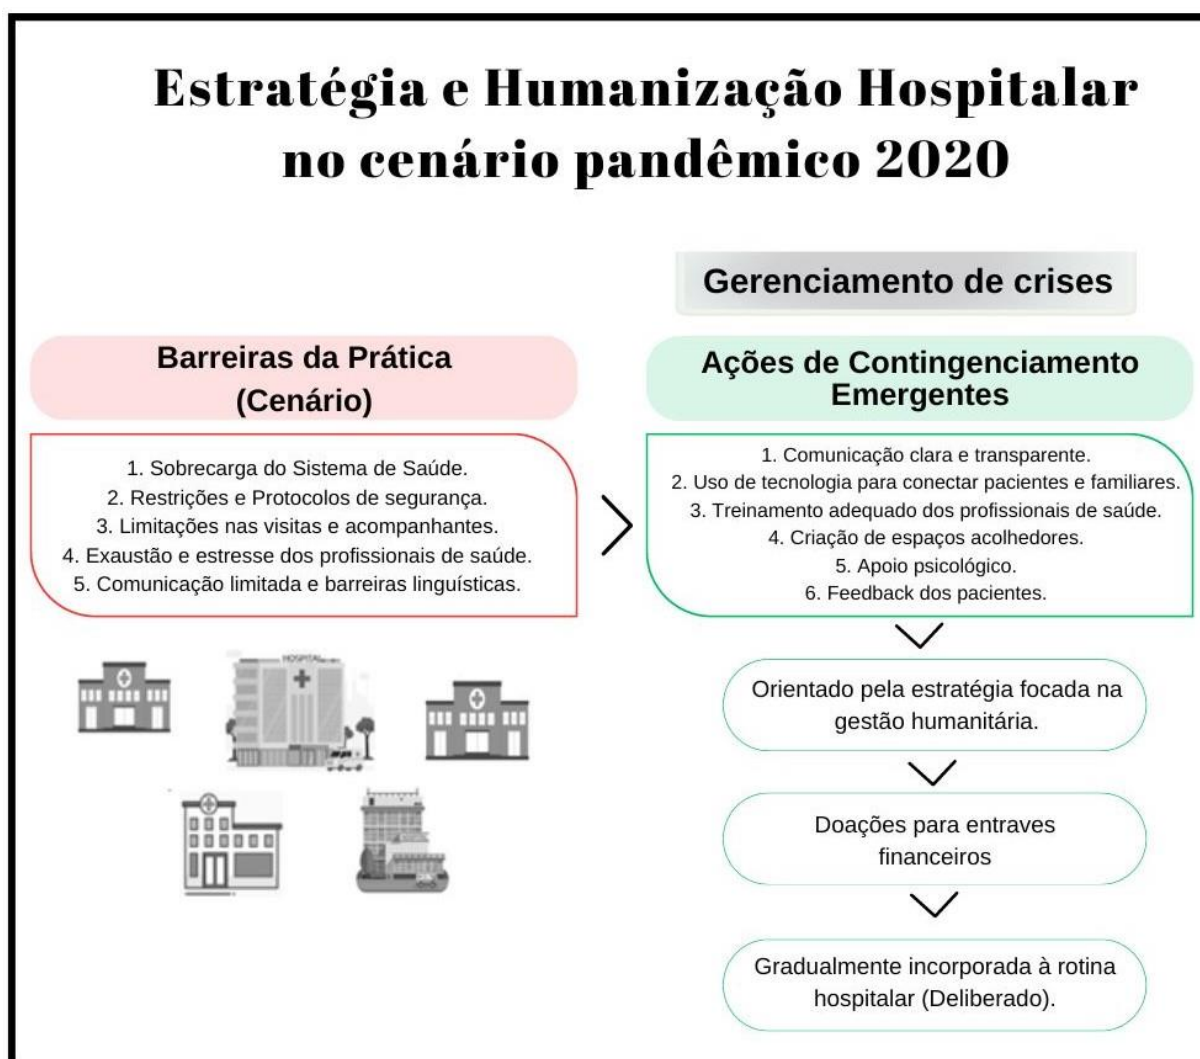 Estratégia e Humanização Hospitalar
no cenário pandêmico 2020
Gerenciamento de crises
Barreiras da Prática
(Cenário)
1. Sobrecarga do Sistema de Saúde.
2. Restrições e Protocolos de segurança.
3. Limitações nas visitas e acompanhantes.
4. Exaustão e estresse dos profissionais de saúde.
5. Comunicação limitada e barreiras linguísticas.
HOSPITAL
Ações de Contingenciamento
Emergentes
1. Comunicação clara e transparente.
2. Uso de tecnologia para conectar pacientes e familiares.
3. Treinamento adequado dos profissionais de saúde.
4. Criação de espaços acolhedores.
5. Apoio psicológico.
6. Feedback dos pacientes.
Orientado pela estratégia focada na
gestão humanitária.
Doações para entraves
financeiros
Gradualmente incorporada à rotina
hospitalar (Deliberado).